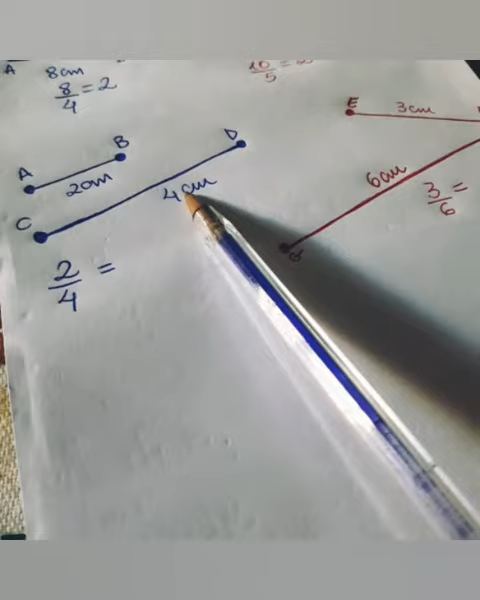 A
8cm
8/4 = 2
10/5 =
A
B
2cm
C
D
4cm
2/4 =
E
3cm
6cm
3/6 =